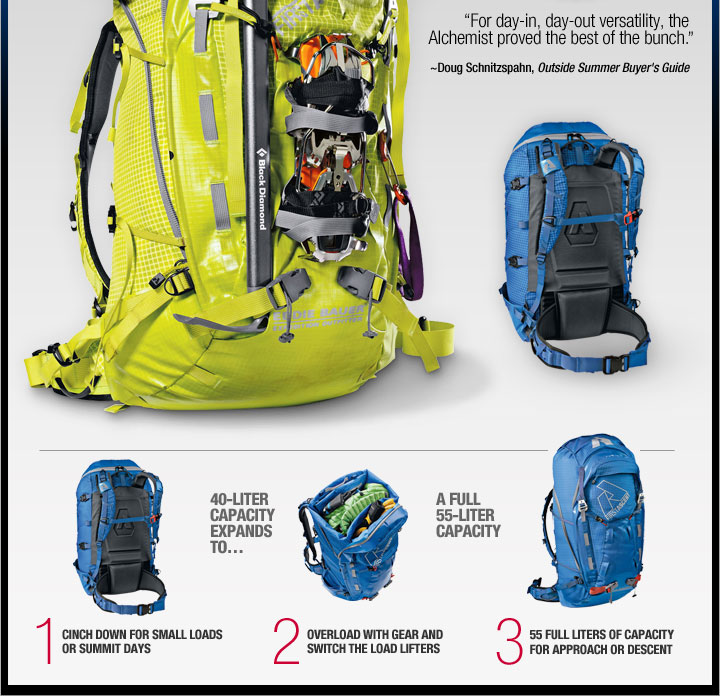 “For day-in, day-out versatility, the
Alchemist proved the best of the bunch.”
~Doug Schnitzspahn, Outside Summer Buyer's Guide
Black Diamond
EDDIE BAUER
40-LITER
CAPACITY
EXPANDS
TO…
A FULL
55-LITER
CAPACITY
1 CINCH DOWN FOR SMALL LOADS
OR SUMMIT DAYS
2 OVERLOAD WITH GEAR AND
SWITCH THE LOAD LIFTERS
3 55 FULL LITERS OF CAPACITY
FOR APPROACH OR DESCENT